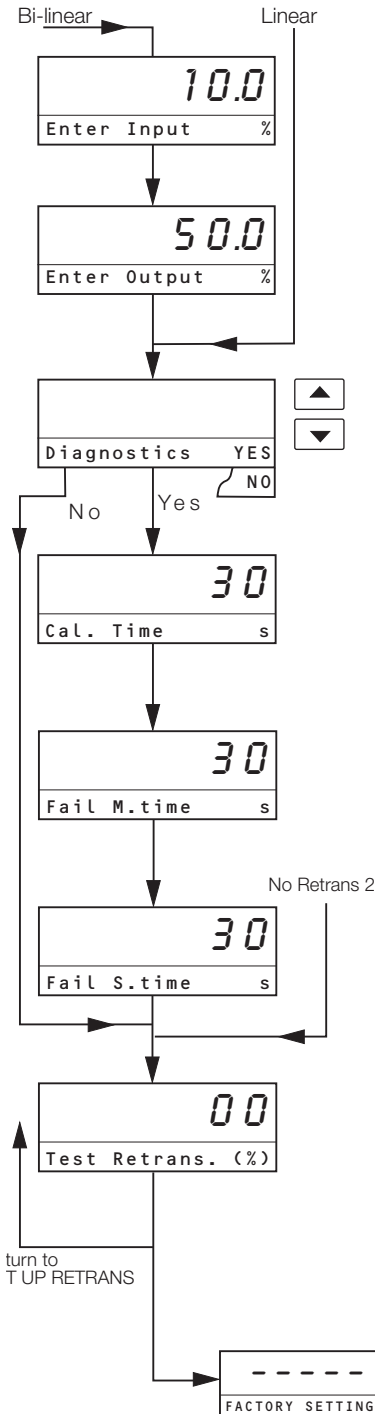 Bi-linear
Linear
10.0
Enter Input %
50.0
Enter Output %
Diagnostics YES
NO
No
Yes
30
Cal. Time s
30
Fail M.time s
No Retrans 2
30
Fail S.time s
00
Test Retrans. (%)
turn to
T UP RETRANS
-----
FACTORY SETTING